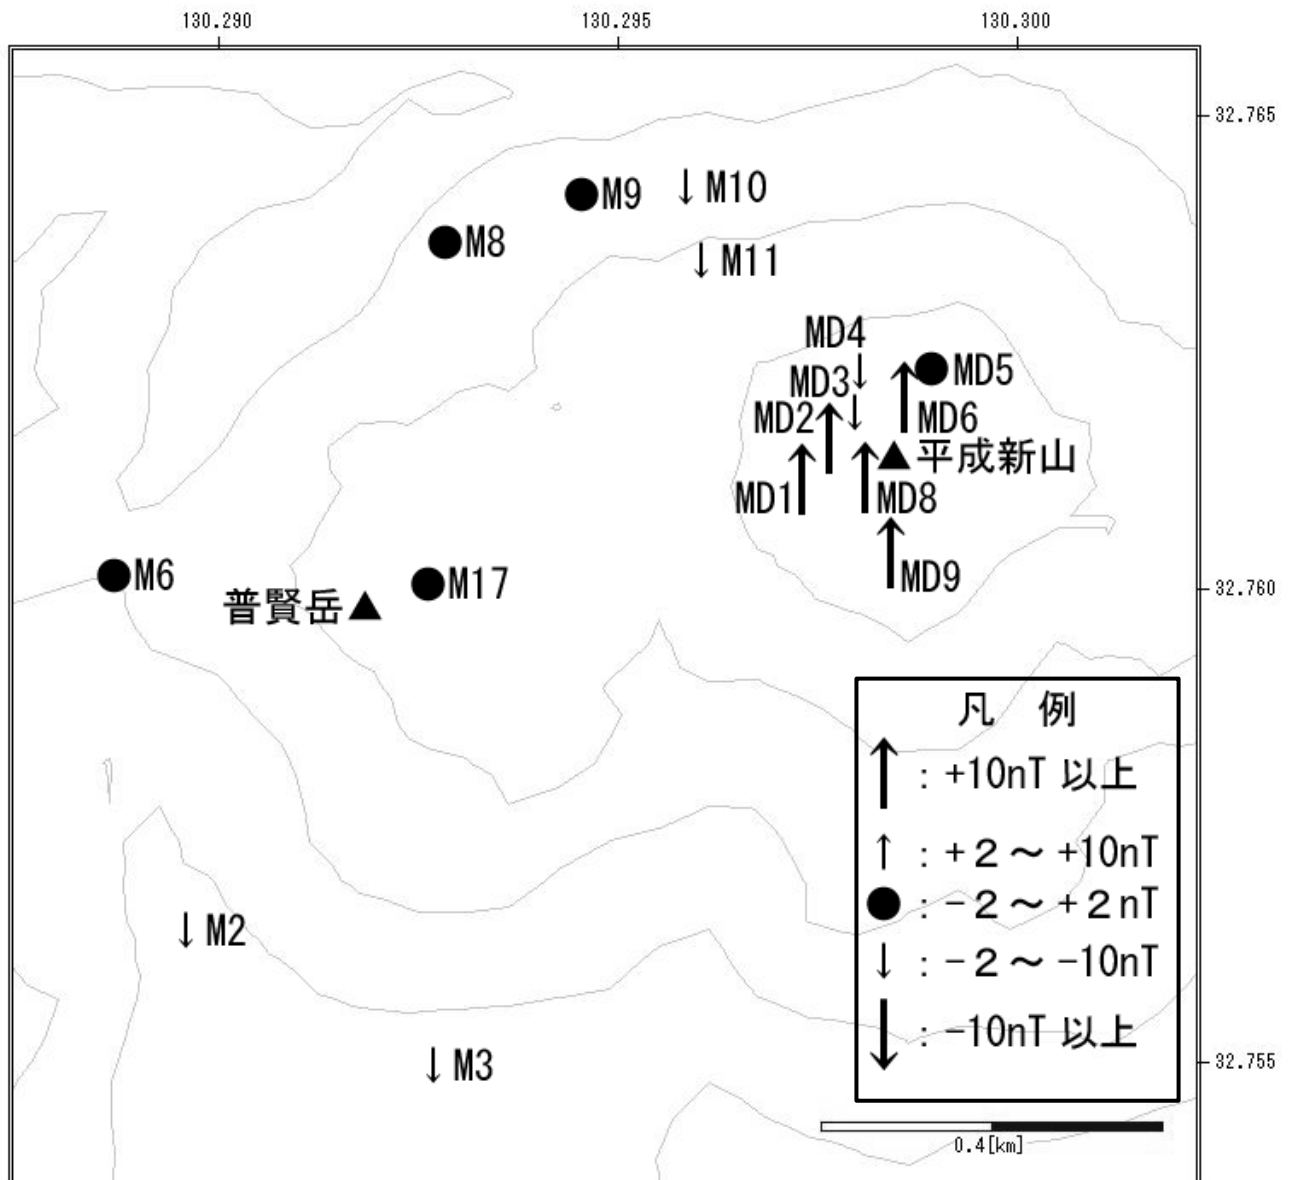 130.290
130.295
130.300
32.765
M9
M10
M8
M11
MD4
MD3
MD5
MD2
MD6
平成新山
MD1
MD8
M6
M17
MD9
32.760
普賢岳
凡 例
: +10nT 以上
: +2～+10nT
: -2～+2nT
M2
: -2～-10nT
: -10nT 以上
M3
32.755
0.4[km]